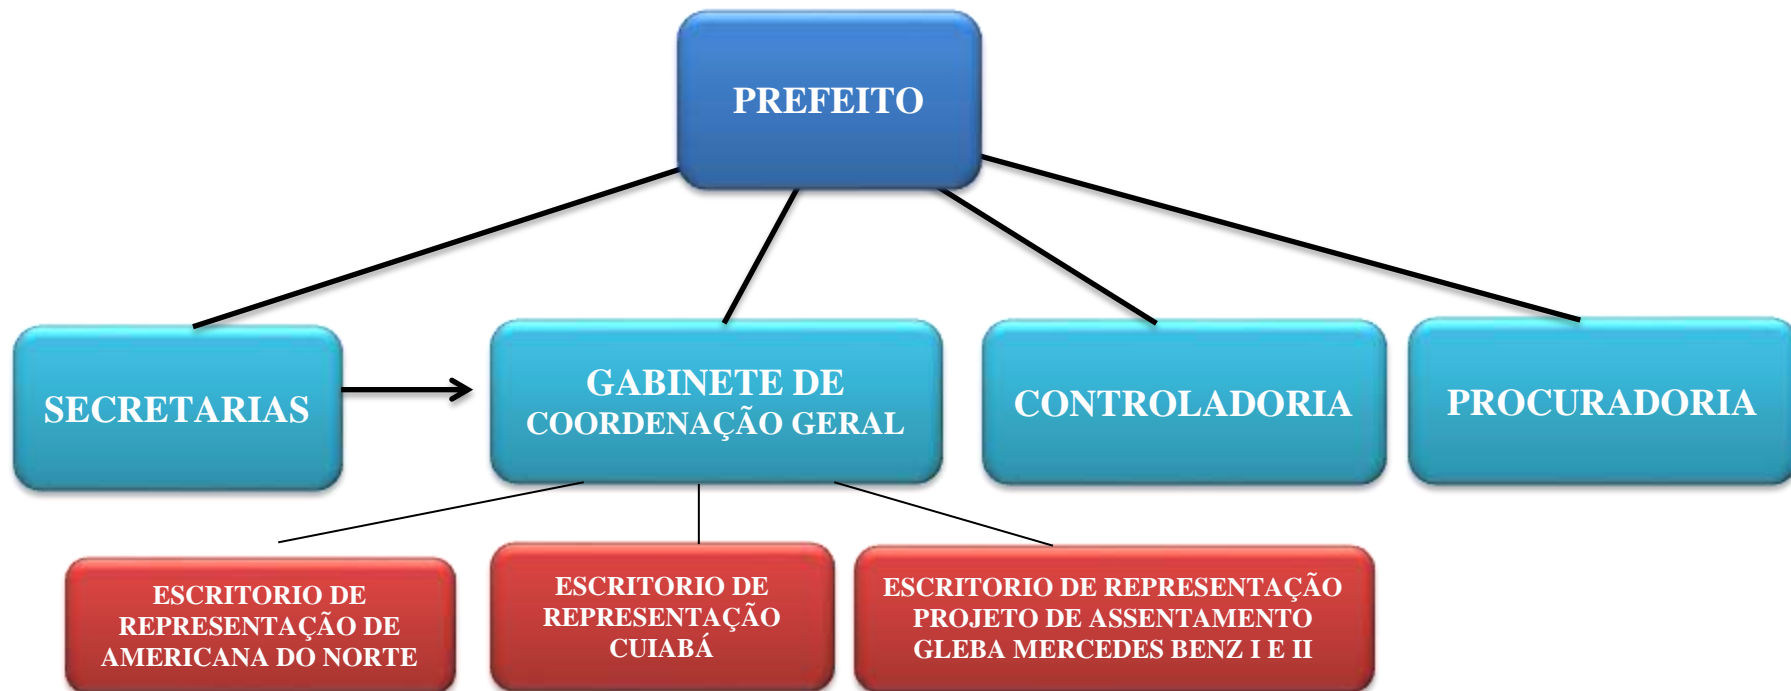 PREFEITO
SECRETARIAS
GABINETE DE
COORDENAÇÃO GERAL
CONTROLADORIA
PROCURADORIA
ESCRITORIO DE
REPRESENTAÇÃO DE
AMERICANA DO NORTE
ESCRITORIO DE
REPRESENTAÇÃO
CUIABÁ
ESCRITORIO DE REPRESENTAÇÃO
PROJETO DE ASSENTAMENTO
GLEBA MERCEDES BENZ I E II